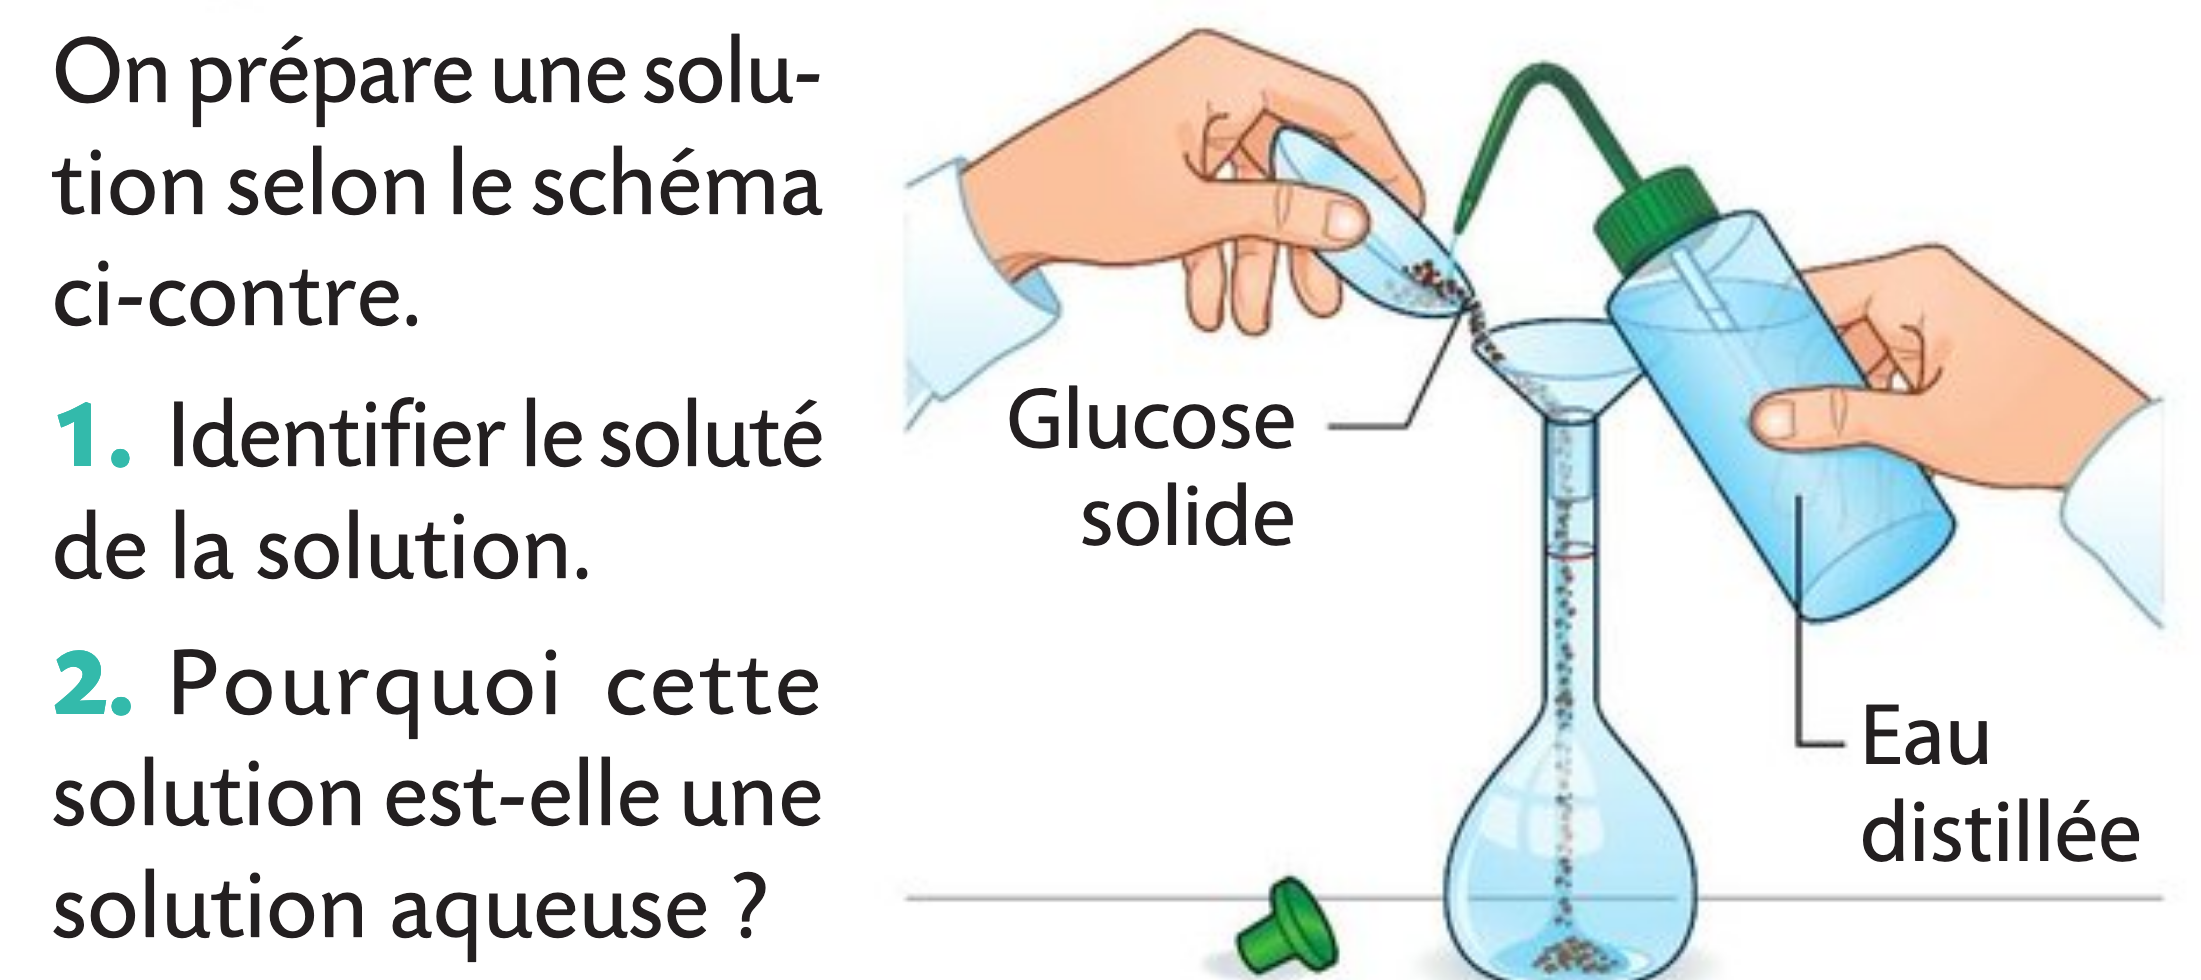 On prépare une solu-
tion selon le schéma
ci-contre.
1. Identifier le soluté
de la solution.
2. Pourquoi cette
solution est-elle une
solution aqueuse ?
Glucose
solide
Eau
distillée